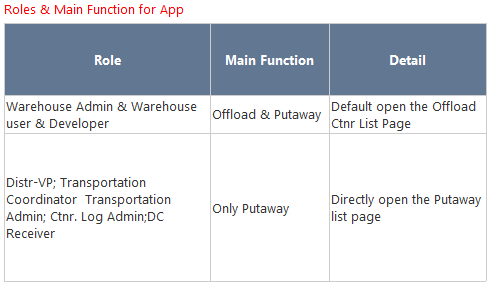 Roles & Main Function for App
Role
Main Function
Detail
Warehouse Admin & Warehouse
user & Developer
Offload & Putaway
Default open the Offload
Ctnr List Page
Distr-VP; Transportation
Coordinator  Transportation
Admin; Ctnr. Log Admin;DC
Receiver
Only Putaway
Directly open the Putaway
list page